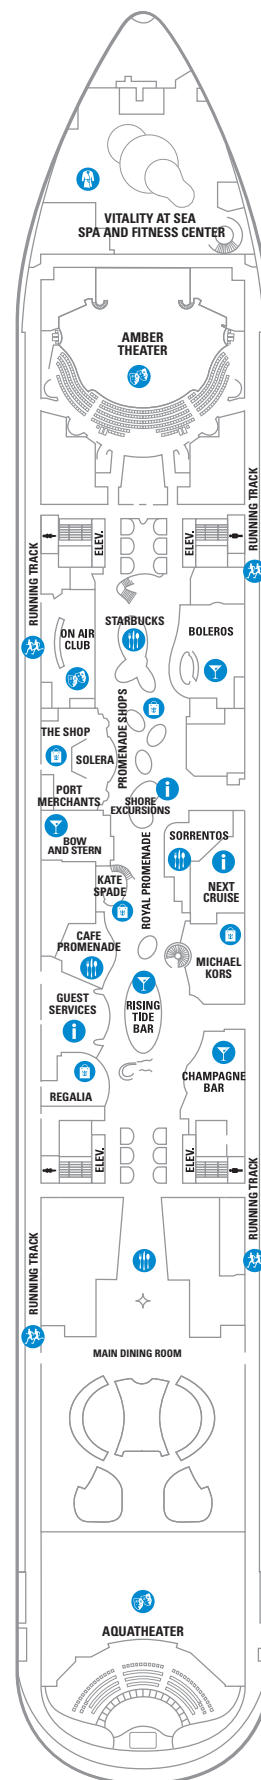 VITALITY AT SEA
SPA AND FITNESS CENTER
AMBER
THEATER
ELEV.
ELEV.
RUNNING TRACK
RUNNING TRACK
STARBUCKS
ON AIR
CLUB
BOLEROS
PROMENADE SHOPS
THE SHOP
SOLERA
PORT
MERCHANTS
SHORE
EXCURSIONS
BOW
AND STERN
SORRENTOS
ROYAL PROMENADE
KATE
SPADE
NEXT
CRUISE
CAFE
PROMENADE
MICHAEL
KORS
GUEST
SERVICES
RISING
TIDE
BAR
REGALIA
CHAMPAGNE
BAR
ELEV.
ELEV.
RUNNING TRACK
RUNNING TRACK
MAIN DINING ROOM
AQUATHEATER